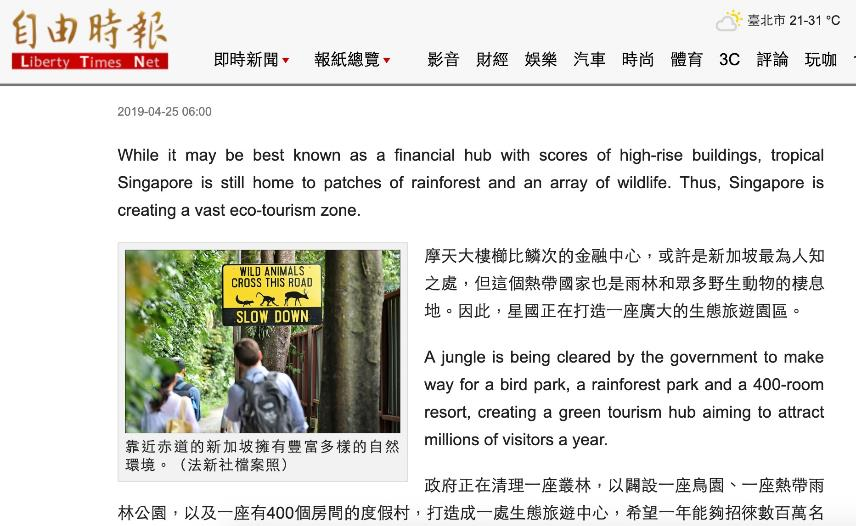 自由時報
Liberty Times Net
臺北市 21-31 °C
即時新聞 報紙總覽 影音 財經 娛樂 汽車 時尚 體育 3C 評論 玩咖
2019-04-25 06:00
While it may be best known as a financial hub with scores of high-rise buildings, tropical
Singapore is still home to patches of rainforest and an array of wildlife. Thus, Singapore is
creating a vast eco-tourism zone.
WILD ANIMALS
CROSS THIS ROAD
SLOW DOWN
靠近赤道的新加坡擁有豐富多樣的自然
環境。（法新社檔案照）
摩天大樓櫛比鱗次的金融中心，或許是新加坡最為人知
之處，但這個熱帶國家也是雨林和眾多野生動物的棲息
地。因此，星國正在打造一座廣大的生態旅遊園區。
A jungle is being cleared by the government to make
way for a bird park, a rainforest park and a 400-room
resort, creating a green tourism hub aiming to attract
millions of visitors a year.
政府正在清理一座叢林，以闢設一座鳥園、一座熱帶雨
林公園，以及一座有400個房間的度假村，打造成一處生態旅遊中心，希望一年能夠招徠數百萬名